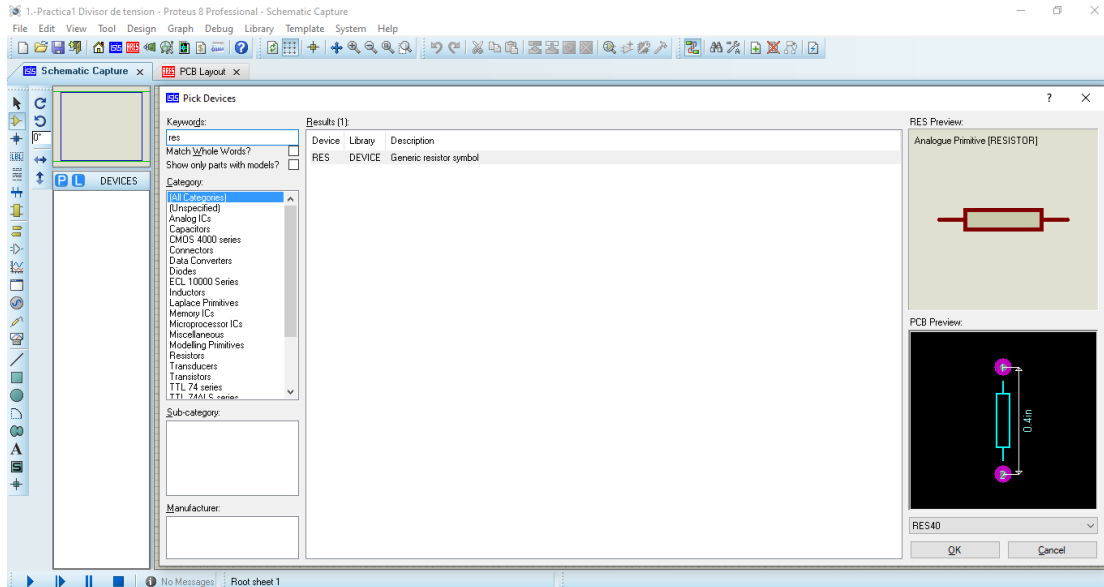 1.-Practica1 Divisor de tension - Proteus 8 Professional - Schematic Capture
File Edit View Tool Design Graph Debug Library Template System Help
Schematic Capture x PCB Layout x
Pick Devices ? X
Keywords:
res
Match Whole Words?
Show only parts with models?
Category:
(All Categories)
(Unspecified)
Analog ICs
Capacitors
CMOS 4000 series
Connectors
Data Converters
Diodes
ECL 10000 Series
Inductors
Laplace Primitives
Memory ICs
Microprocessor ICs
Miscellaneous
Modelling Primitives
Resistors
Transducers
Transistors
TTL 74 series
TTL 74ALS series
Sub-category:
Manufacturer:
Results (1):
Device Library Description
RES DEVICE Generic resistor symbol
RES Preview:
Analogue Primitive [RESISTOR]
PCB Preview:
1
0.4in
2
RES40
OK Cancel
0°
P L DEVICES
No Messages Root sheet 1